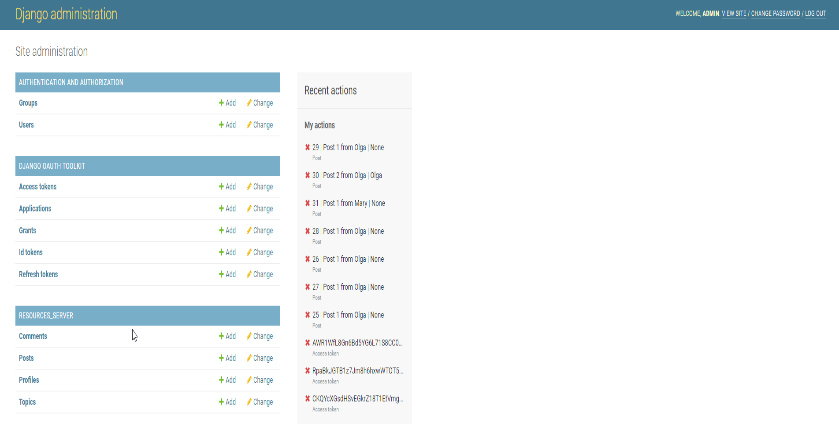 Django administration
WELCOME, ADMIN. VIEW SITE / CHANGE PASSWORD / LOG OUT
Site administration
AUTHENTICATION AND AUTHORIZATION
Groups Add Change
Users Add Change
DJANGO OAUTH TOOLKIT
Access tokens Add Change
Applications Add Change
Grants Add Change
Id tokens Add Change
Refresh tokens Add Change
RESOURCES_SERVER
Comments Add Change
Posts Add Change
Profiles Add Change
Topics Add Change
Recent actions
My actions
29 Post 1 from Olga | None
Post
30 Post 2 from Olga | Olga
Post
31 Post 1 from Mary | None
Post
28 Post 1 from Olga | None
Post
26 Post 1 from Olga | None
Post
27 Post 1 from Olga | None
Post
25 Post 1 from Olga | None
Post
Access token
Access token
Access token